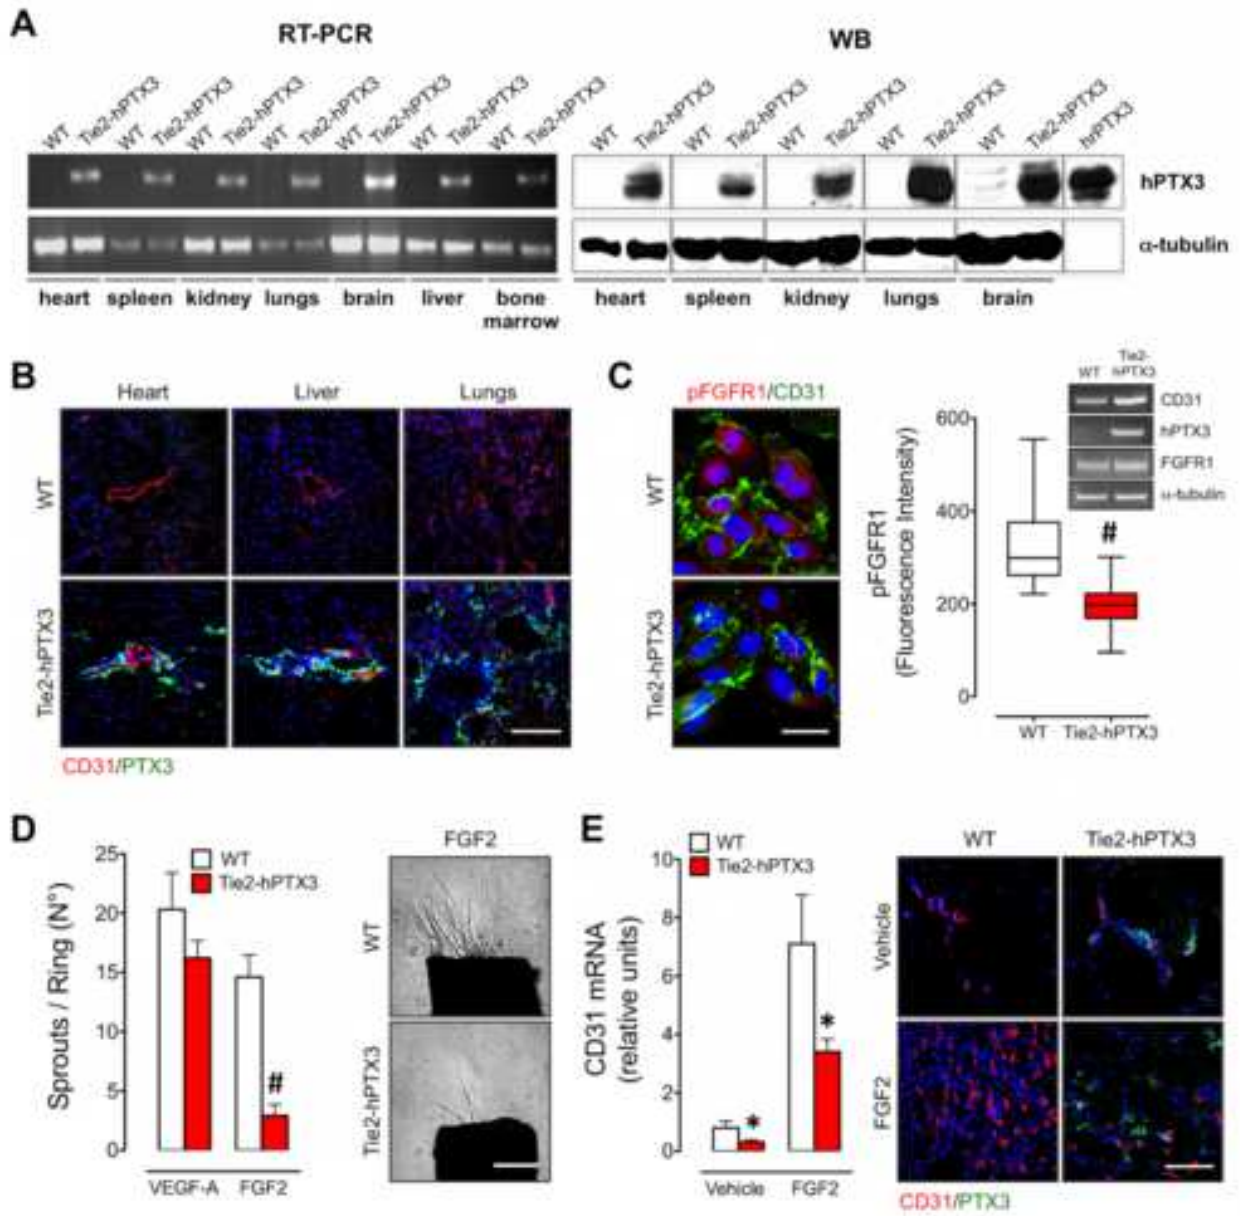 A
RT-PCR
WB
WT Tie2-hPTX3 WT Tie2-hPTX3 WT Tie2-hPTX3 WT Tie2-hPTX3 WT Tie2-hPTX3 WT Tie2-hPTX3 WT Tie2-hPTX3
WT Tie2-hPTX3 WT Tie2-hPTX3 WT Tie2-hPTX3 WT Tie2-hPTX3 WT Tie2-hPTX3 hrPTX3
hPTX3
α-tubulin
heart spleen kidney lungs brain liver bone
marrow
heart spleen kidney lungs brain
B
Heart Liver Lungs
WT
Tie2-hPTX3
CD31/PTX3
C
pFGFR1/CD31
WT
Tie2-hPTX3
WT Tie2-
hPTX3
CD31
hPTX3
FGFR1
α-tubulin
pFGFR1
(Fluorescence Intensity)
600
400
200
0
#
WT Tie2-hPTX3
D
Sprouts / Ring (N°)
25
20
15
10
5
0
WT
Tie2-hPTX3
#
VEGF-A FGF2
FGF2
WT
Tie2-hPTX3
E
CD31 mRNA
(relative units)
10
8
6
4
2
0
WT
Tie2-hPTX3
*
*
Vehicle FGF2
WT Tie2-hPTX3
Vehicle
FGF2
CD31/PTX3